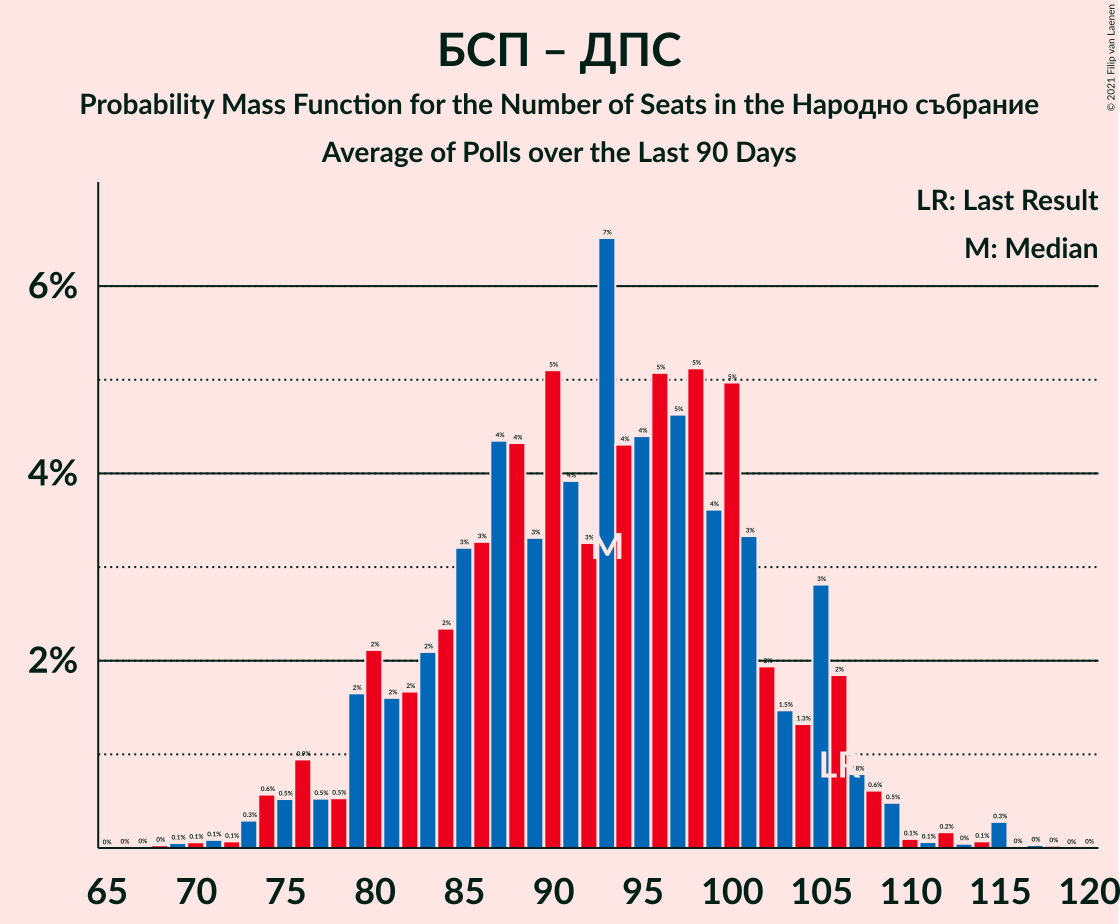 БСП – ДПС
Probability Mass Function for the Number of Seats in the Народно събрание
Average of Polls over the Last 90 Days
© 2021 Filip van Laenen
LR: Last Result
M: Median
6%
4%
2%
0% 0% 0% 0% 0.1% 0.1% 0.1% 0.1% 0.3% 0.6% 0.5% 0.9% 0.5% 0.5% 2% 2% 2% 2% 2% 2% 3% 3% 4% 4% 3% 5% 4% 3% 7% 4% 4% 5% 5% 5% 4% 5% 3% 2% 1.5% 1.3% 3% 2% 8% 0.6% 0.5% 0.1% 0.1% 0.2% 0% 0.1% 0.3% 0% 0% 0% 0% 0%
M
LR
65 70 75 80 85 90 95 100 105 110 115 120